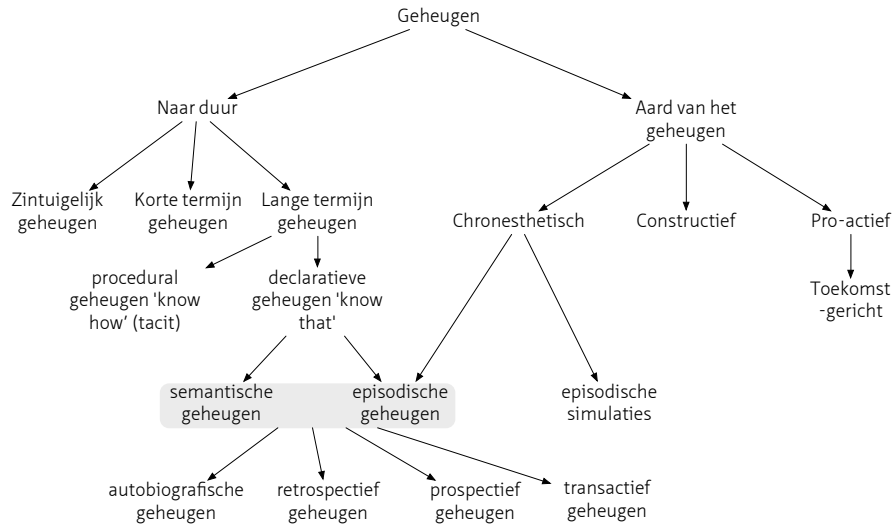 Geheugen
Naar duur
Aard van het
geheugen
Zintuigelijk
geheugen
Korte termijn
geheugen
Lange termijn
geheugen
Chronesthetisch
Constructief
Pro-actief
procedural
geheugen 'know
how’ (tacit)
declaratieve
geheugen 'know
that'
Toekomst
-gericht
semantische
geheugen
episodische
geheugen
episodische
simulaties
autobiografische
geheugen
retrospectief
geheugen
prospectief
geheugen
transactief
geheugen